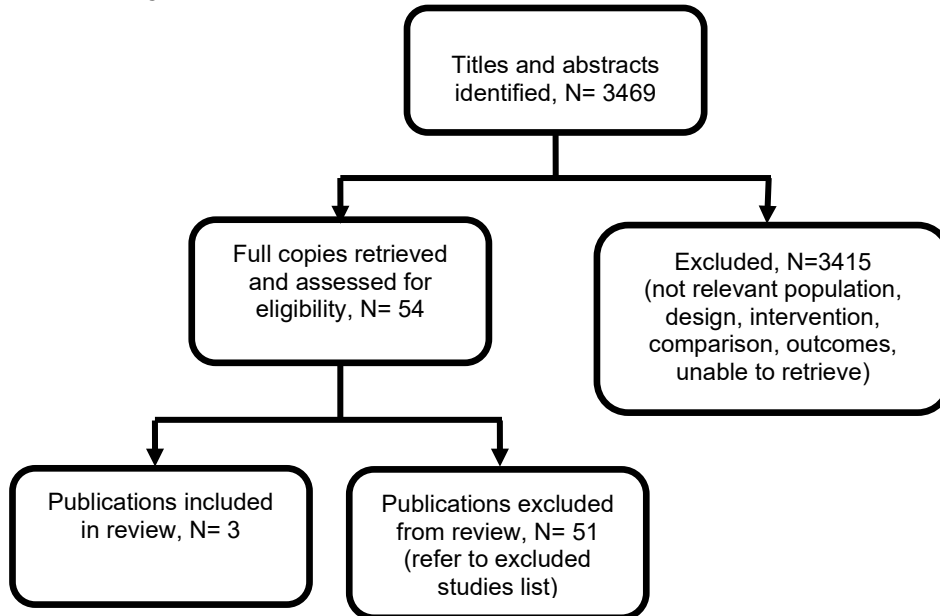 Titles and abstracts
identified, N= 3469
Full copies retrieved
and assessed for
eligibility, N= 54
Excluded, N=3415
(not relevant population,
design, intervention,
comparison, outcomes,
unable to retrieve)
Publications included
in review, N= 3
Publications excluded
from review, N= 51
(refer to excluded
studies list)